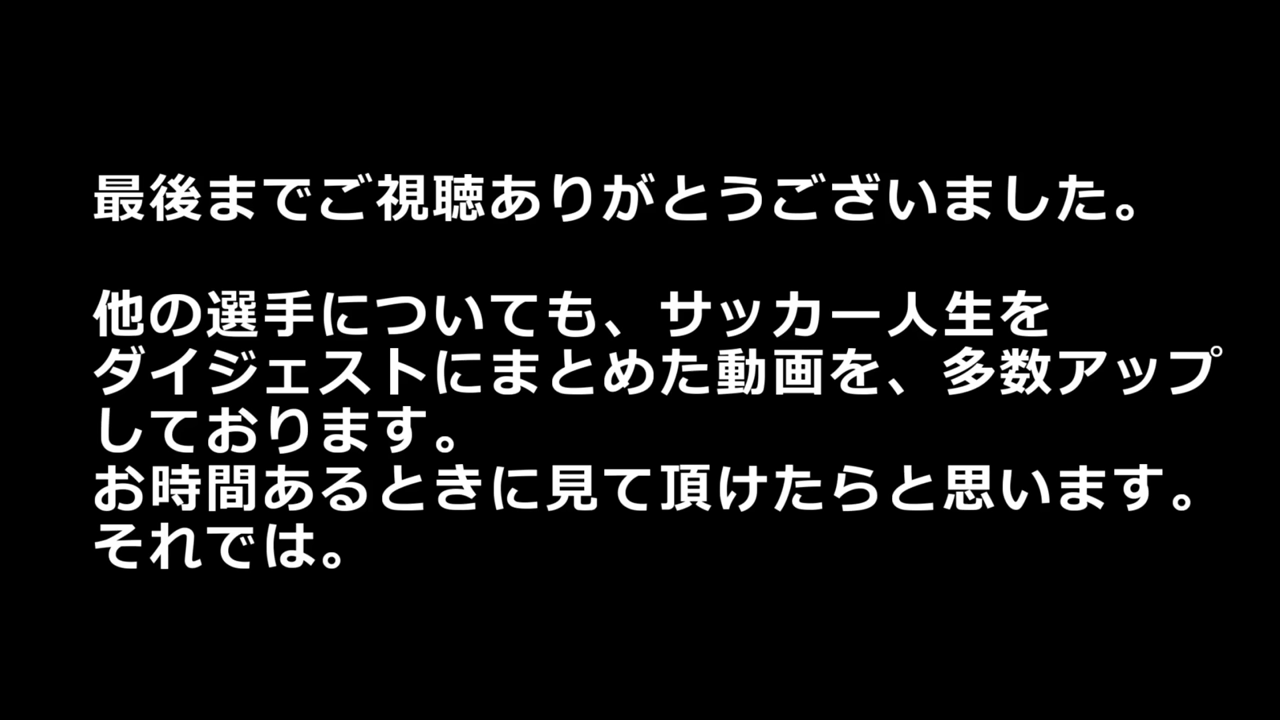 最後までご視聴ありがとうございました。
他の選手についても、サッカー人生を
ダイジェストにまとめた動画を、多数アップ
しております。
お時間あるときに見て頂けたらと思います。
それでは。